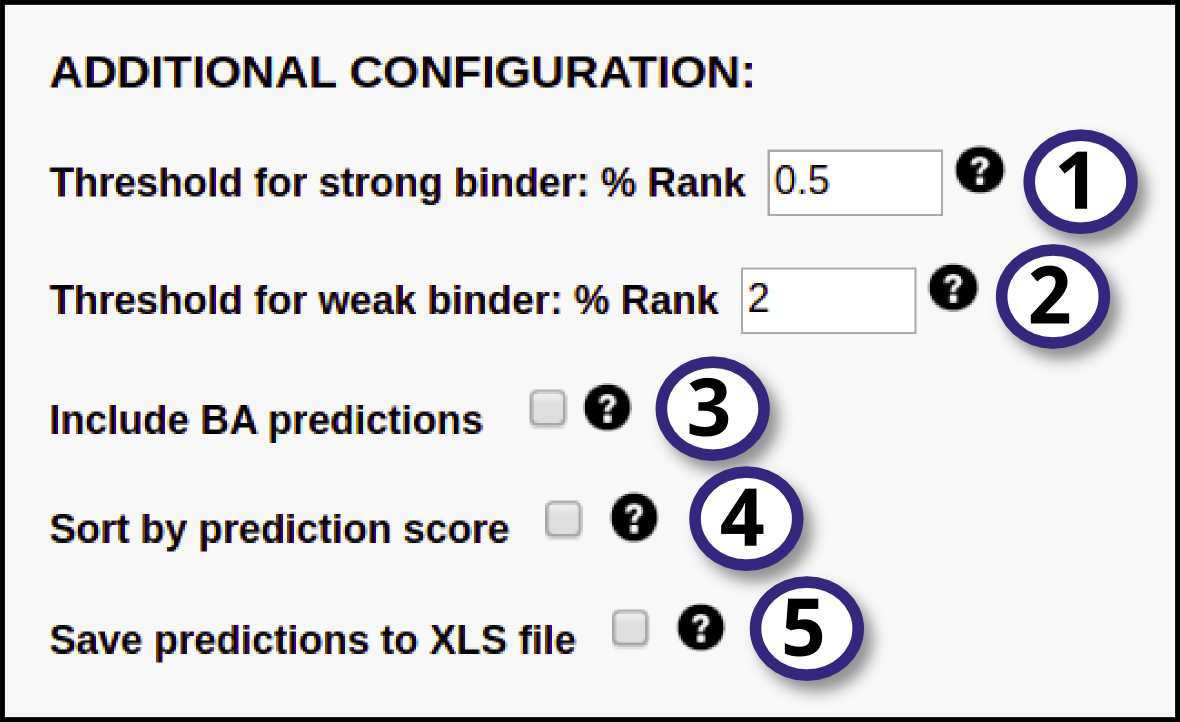 ADDITIONAL CONFIGURATION:
Threshold for strong binder: % Rank 0.5 ? 1
Threshold for weak binder: % Rank 2 ? 2
Include BA predictions ? 3
Sort by prediction score ? 4
Save predictions to XLS file ? 5